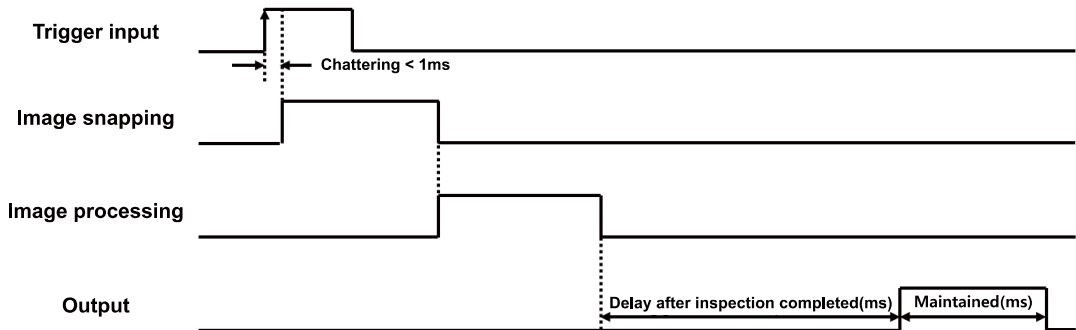 Trigger input
Chattering < 1ms
Image snapping
Image processing
Output
Delay after inspection completed(ms)
Maintained(ms)